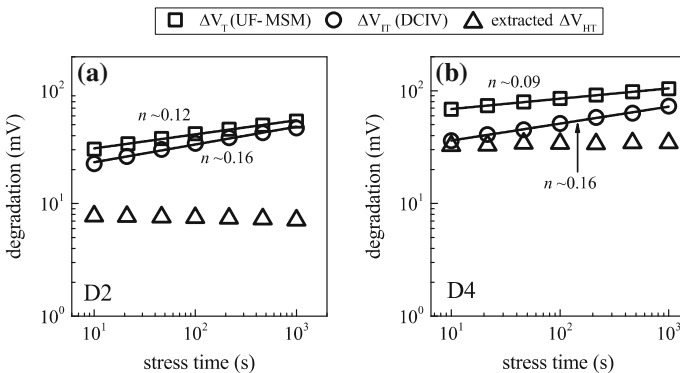 ΔV_T (UF-MSM) ΔV_IT (DCIV) extracted ΔV_HT
(a)
n ~0.12
n ~0.16
D2
10^2
10^1
10^0
degradation (mV)
10^1 10^2 10^3
stress time (s)
(b)
n ~0.09
n ~0.16
D4
10^2
10^1
10^0
degradation (mV)
10^1 10^2 10^3
stress time (s)